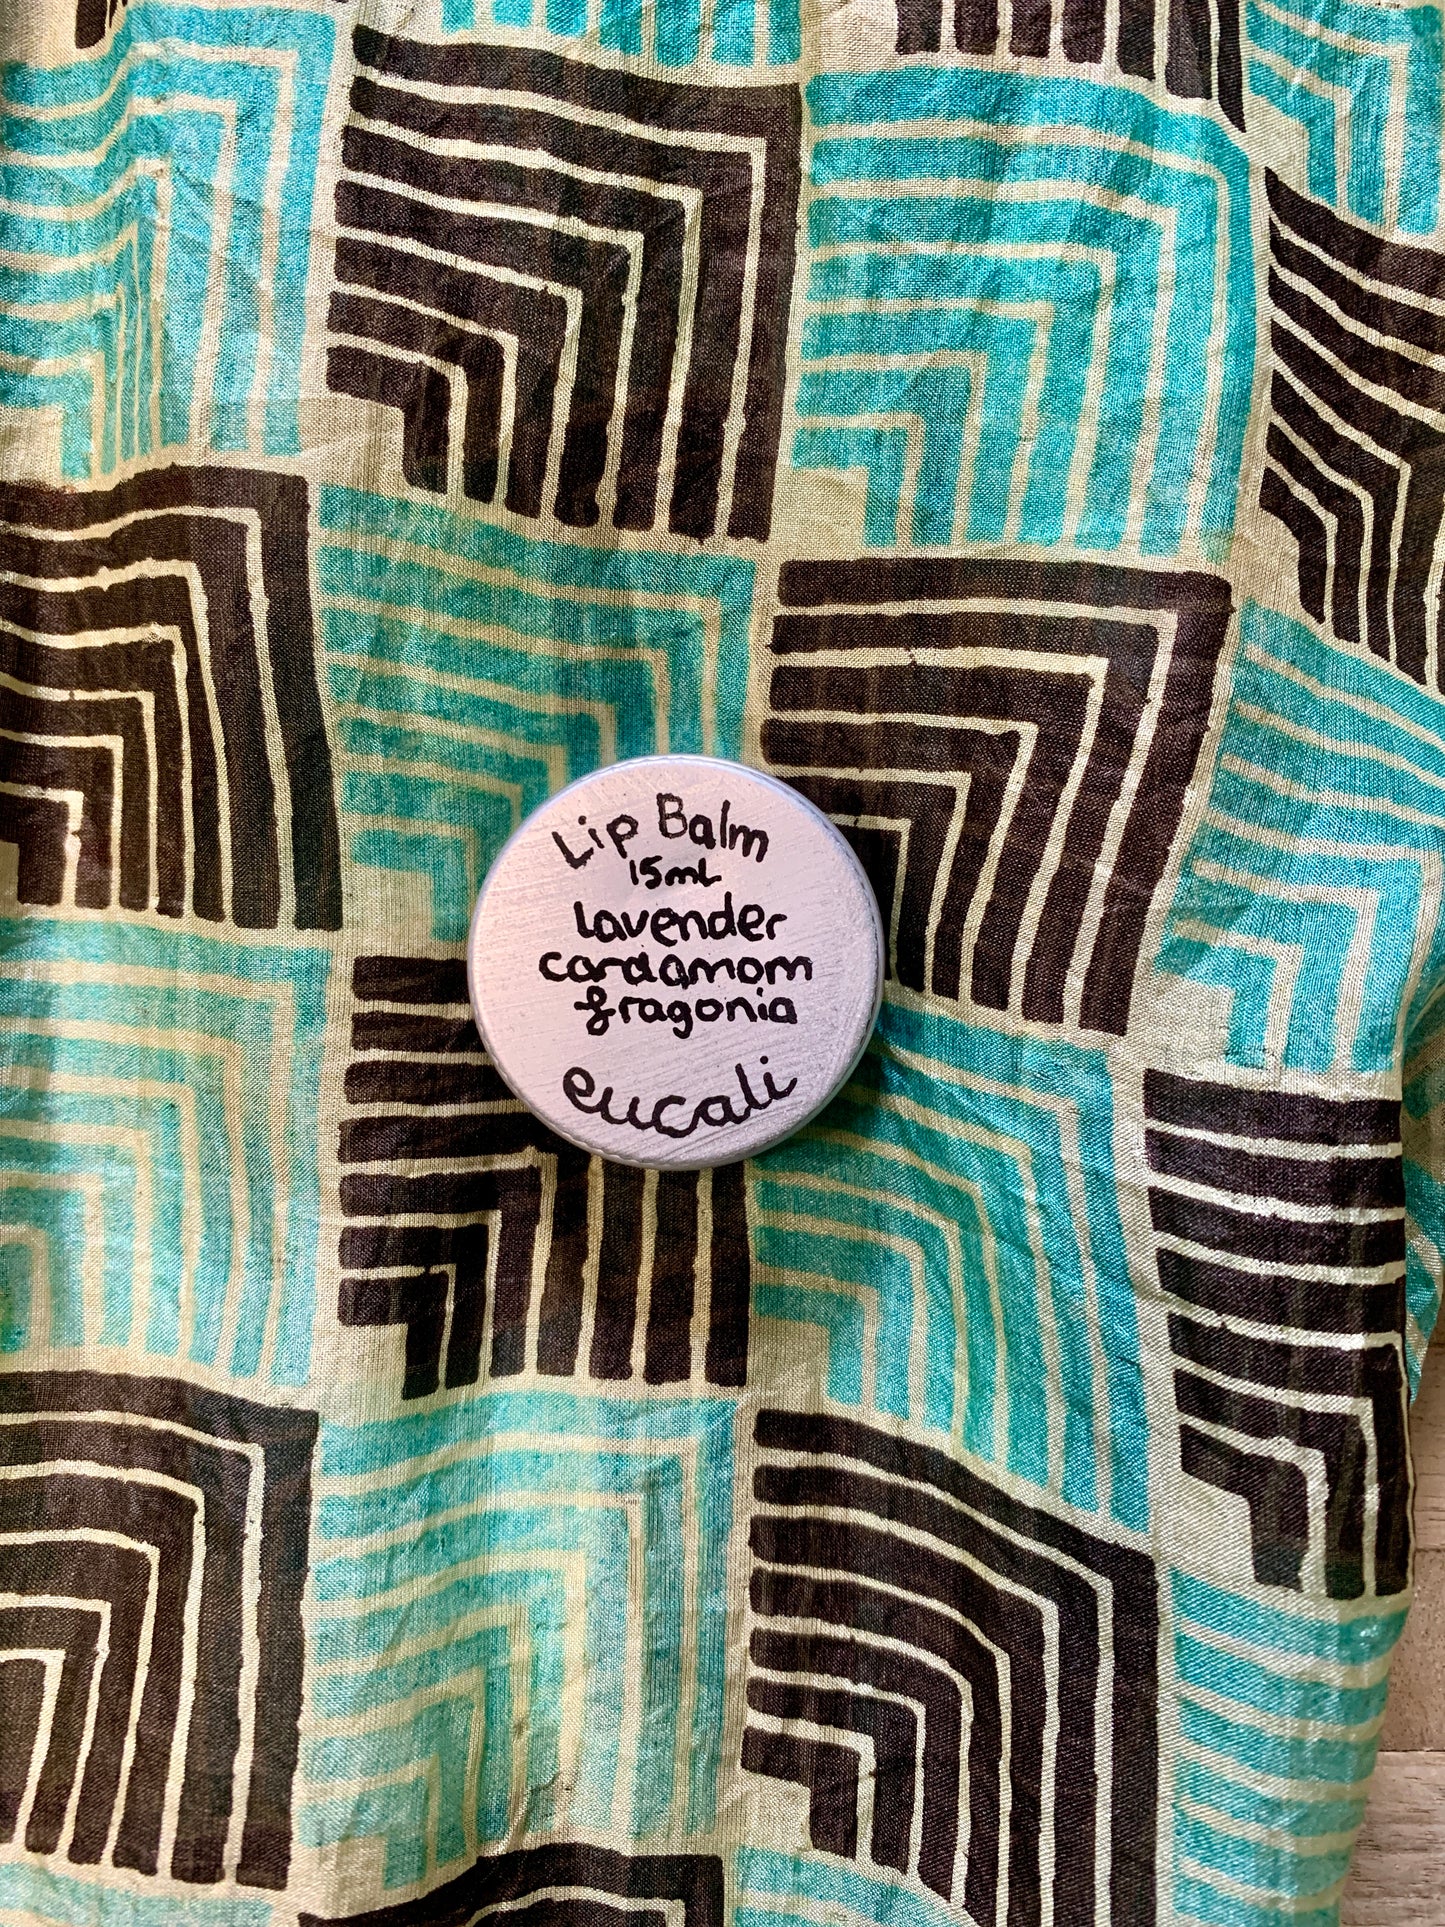 Lip Balm
15mL
lavender
cardamom
fragonia
eucali